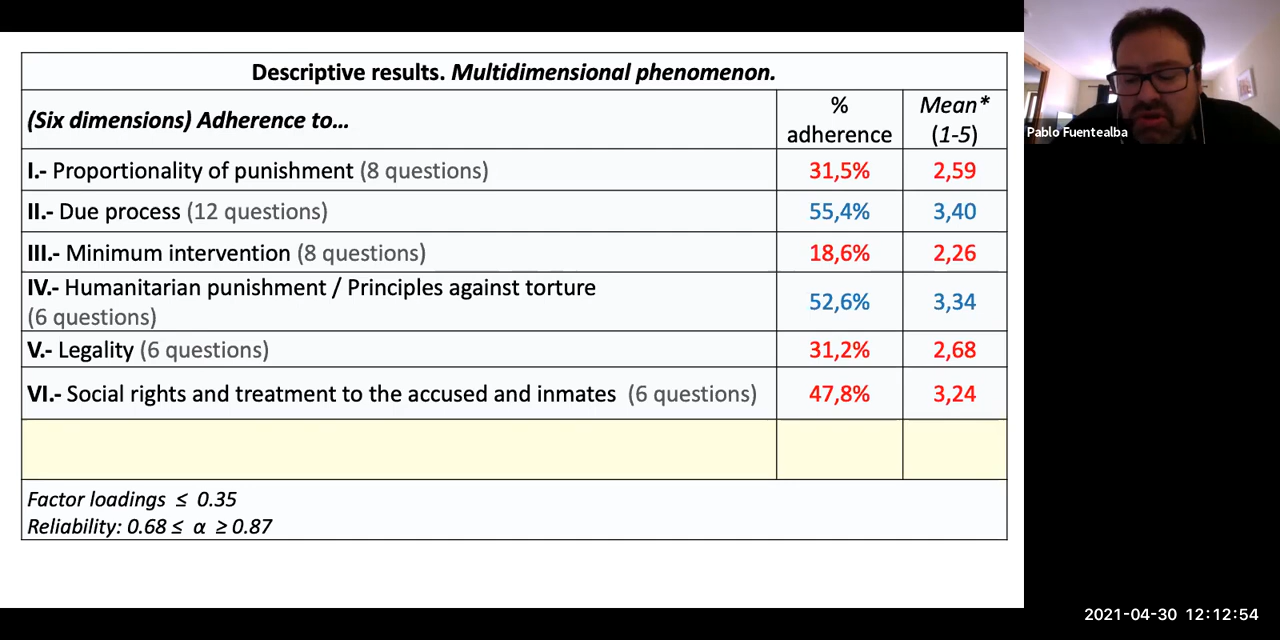 Descriptive results. Multidimensional phenomenon.
(Six dimensions) Adherence to...
%
adherence
Mean*
(1-5)
I.- Proportionality of punishment (8 questions)
31,5%
2,59
II.- Due process (12 questions)
55,4%
3,40
III.- Minimum intervention (8 questions)
18,6%
2,26
IV.- Humanitarian punishment / Principles against torture
(6 questions)
52,6%
3,34
V.- Legality (6 questions)
31,2%
2,68
VI.- Social rights and treatment to the accused and inmates (6 questions)
47,8%
3,24
Factor loadings ≤ 0.35
Reliability: 0.68 ≤ α ≥ 0.87
Pablo Fuentealba
2021-04-30 12:12:54